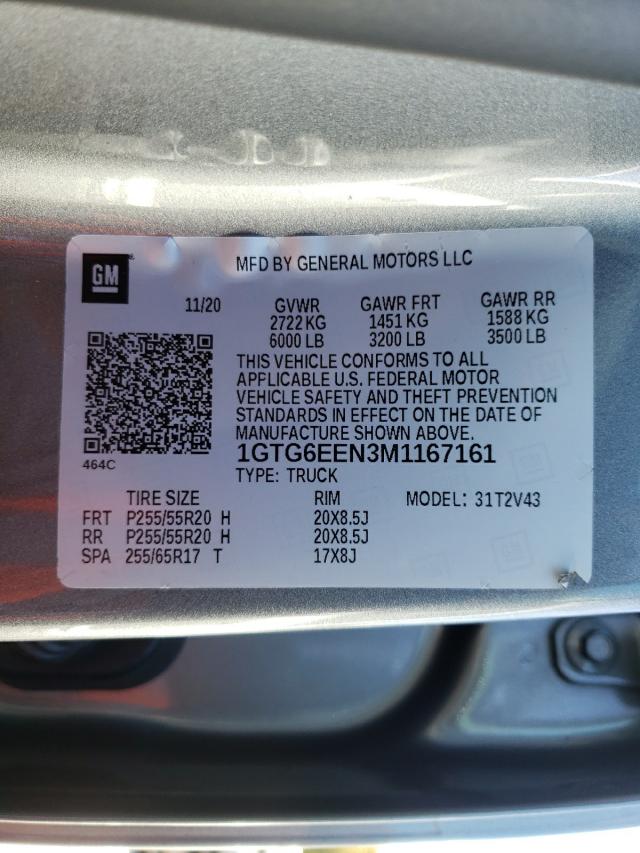 GM
MFD BY GENERAL MOTORS LLC
11/20 GVWR GAWR FRT GAWR RR
2722 KG 1451 KG 1588 KG
6000 LB 3200 LB 3500 LB
THIS VEHICLE CONFORMS TO ALL
APPLICABLE U.S. FEDERAL MOTOR
VEHICLE SAFETY AND THEFT PREVENTION
STANDARDS IN EFFECT ON THE DATE OF
MANUFACTURE SHOWN ABOVE.
464C
1GTG6EEN3M1167161
TYPE: TRUCK
TIRE SIZE RIM MODEL: 31T2V43
FRT P255/55R20 H 20X8.5J
RR P255/55R20 H 20X8.5J
SPA 255/65R17 T 17X8J